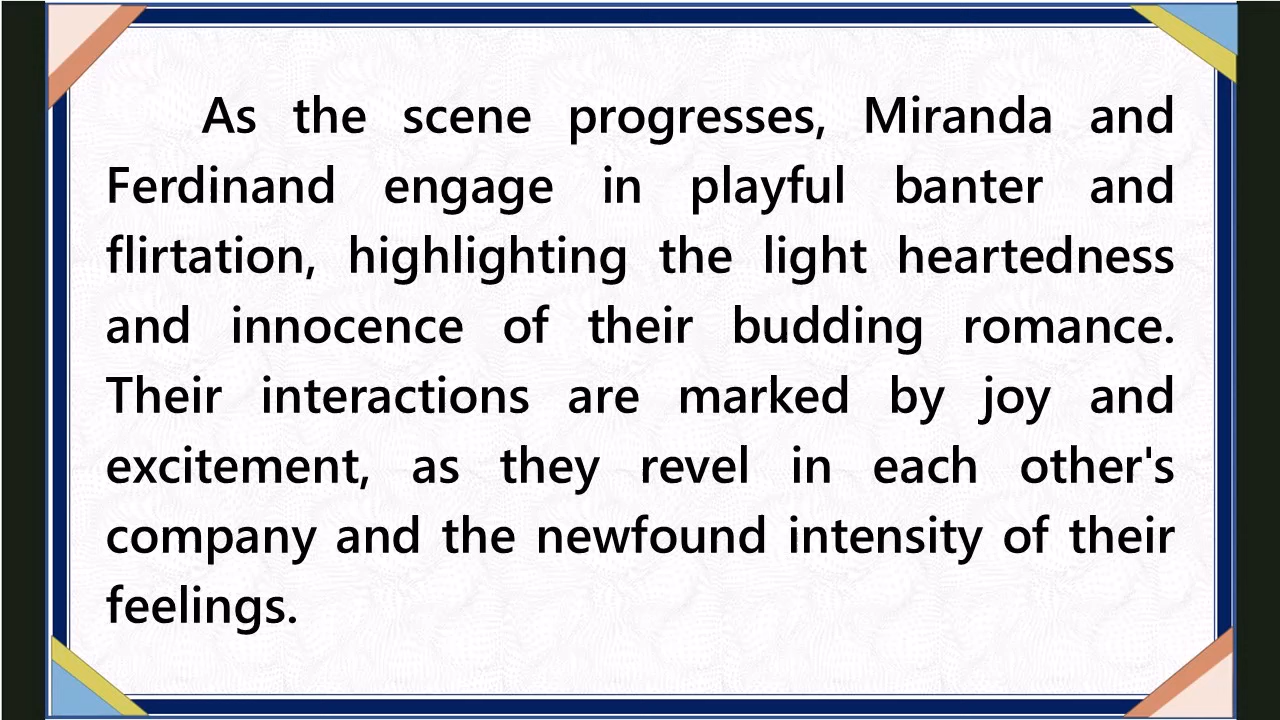 As the scene progresses, Miranda and
Ferdinand engage in playful banter and
flirtation, highlighting the light heartedness
and innocence of their budding romance.
Their interactions are marked by joy and
excitement, as they revel in each other's
company and the newfound intensity of their
feelings.